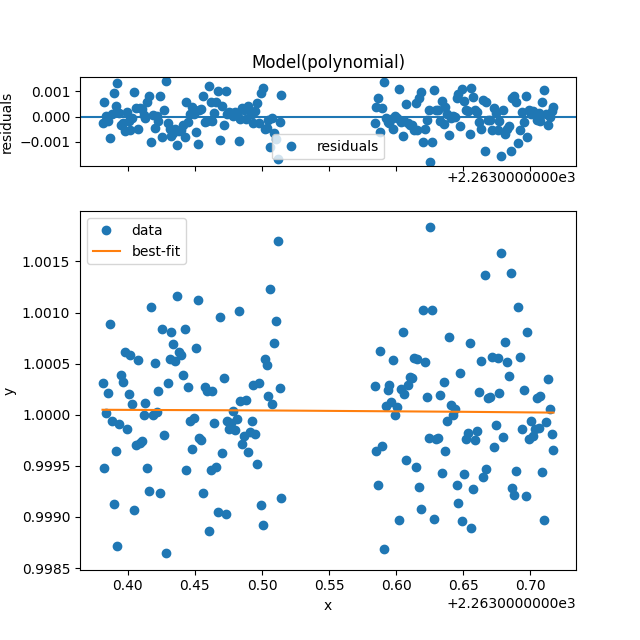 Model(polynomial)
0.001
0.000
−0.001
residuals
residuals
+2.2630000000e3
data
best-fit
1.0015
1.0010
1.0005
1.0000
0.9995
0.9990
0.9985
y
0.40 0.45 0.50 0.55 0.60 0.65 0.70
x
+2.2630000000e3